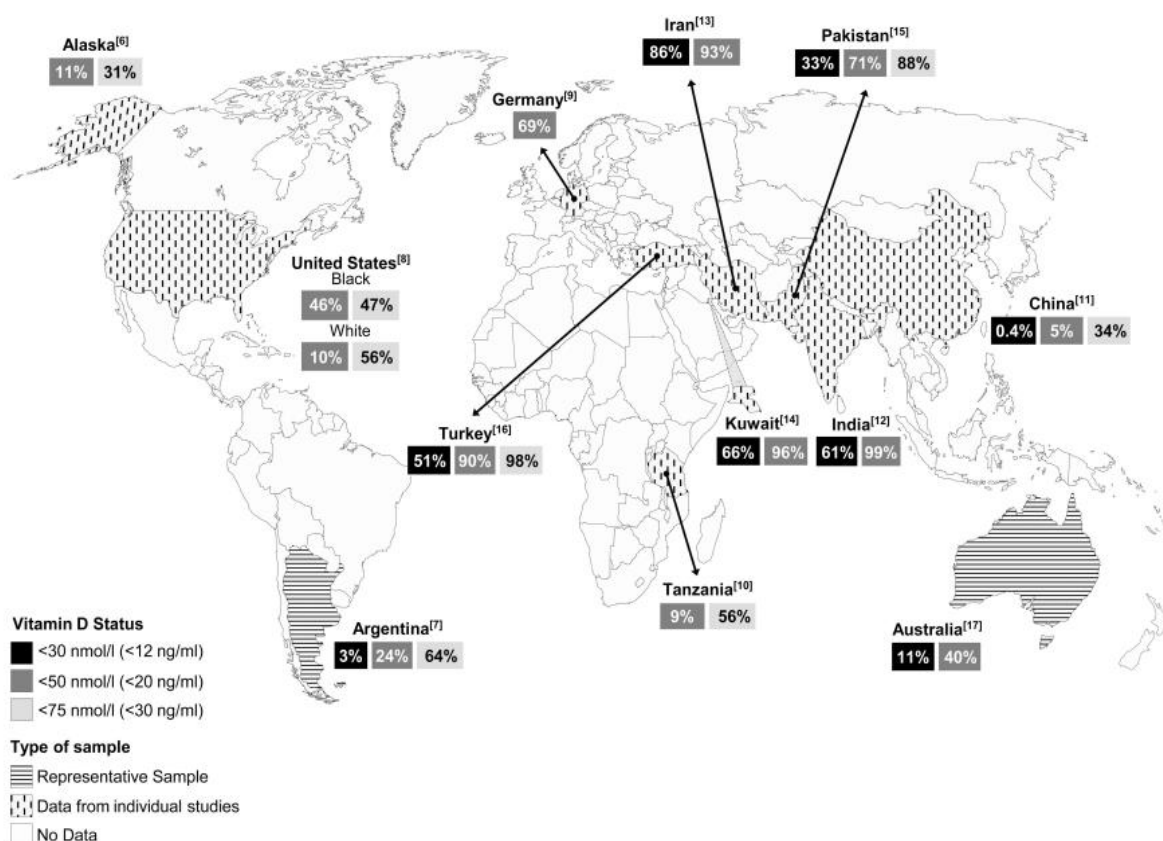 Alaska[6]
11% 31%
Iran[13]
86% 93%
Pakistan[15]
33% 71% 88%
Germany[9]
69%
United States[8]
Black
46% 47%
White
10% 56%
China[11]
0.4% 5% 34%
Turkey[16]
51% 90% 98%
Kuwait[14]
66% 96%
India[12]
61% 99%
Tanzania[10]
9% 56%
Argentina[7]
3% 24% 64%
Australia[17]
11% 40%
Vitamin D Status
<30 nmol/l (<12 ng/ml)
<50 nmol/l (<20 ng/ml)
<75 nmol/l (<30 ng/ml)
Type of sample
Representative Sample
Data from individual studies
No Data